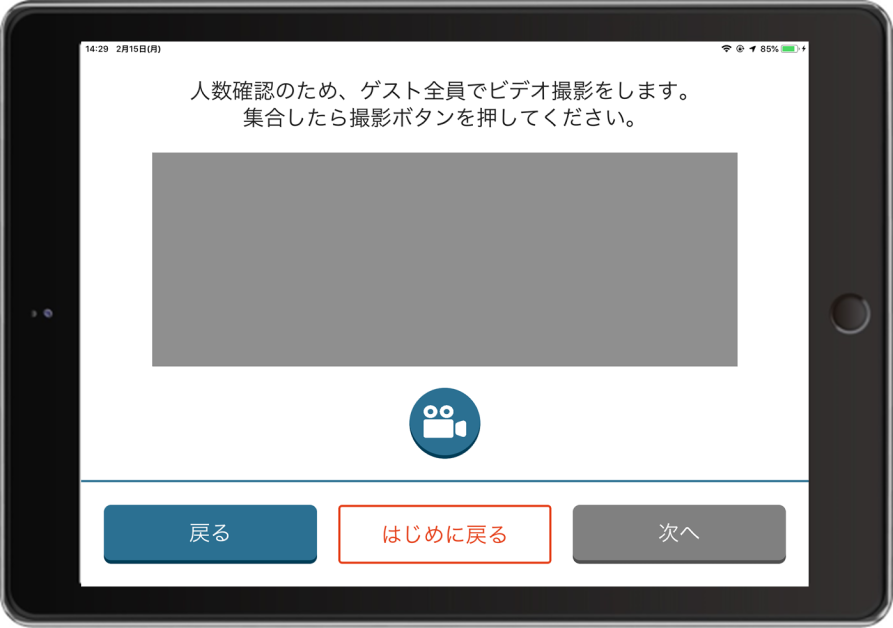 14:29 2月15日(月) 85%
人数確認のため、ゲスト全員でビデオ撮影をします。
集合したら撮影ボタンを押してください。
戻る はじめに戻る 次へ